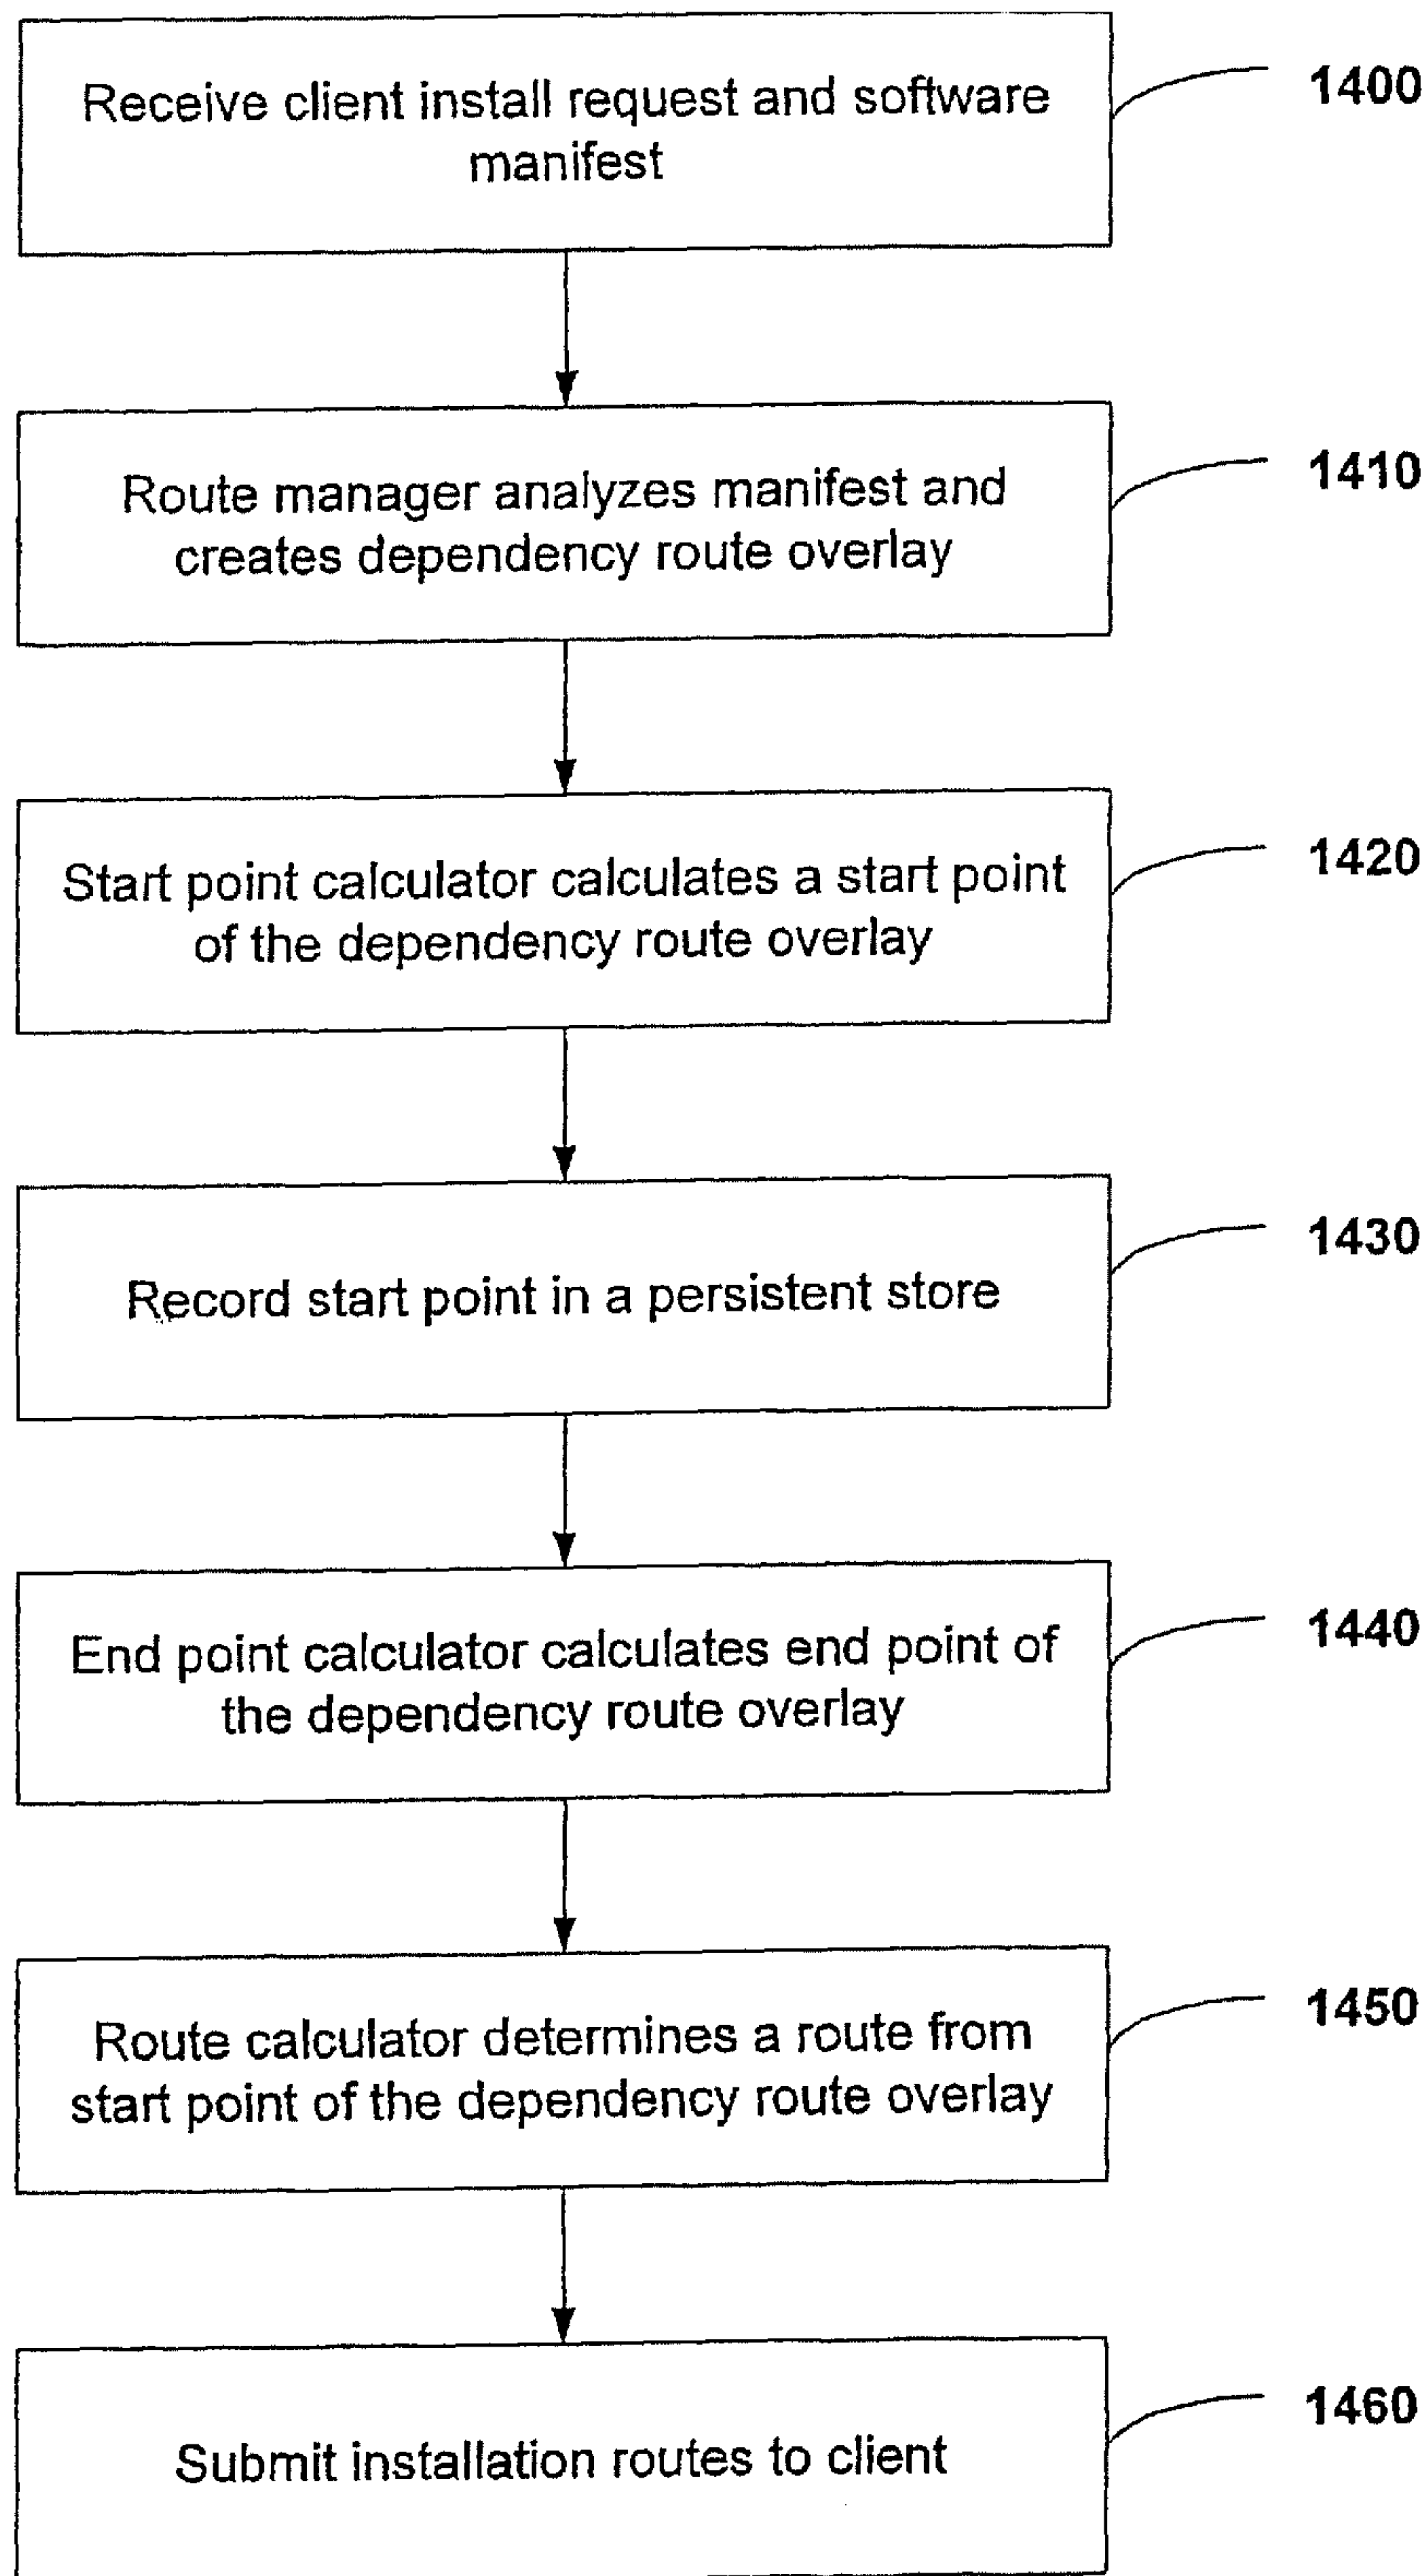 Receive client install request and software
manifest
1400
Route manager analyzes manifest and
creates dependency route overlay
1410
Start point calculator calculates a start point
of the dependency route overlay
1420
Record start point in a persistent store
1430
End point calculator calculates end point of
the dependency route overlay
1440
Route calculator determines a route from
start point of the dependency route overlay
1450
Submit installation routes to client
1460